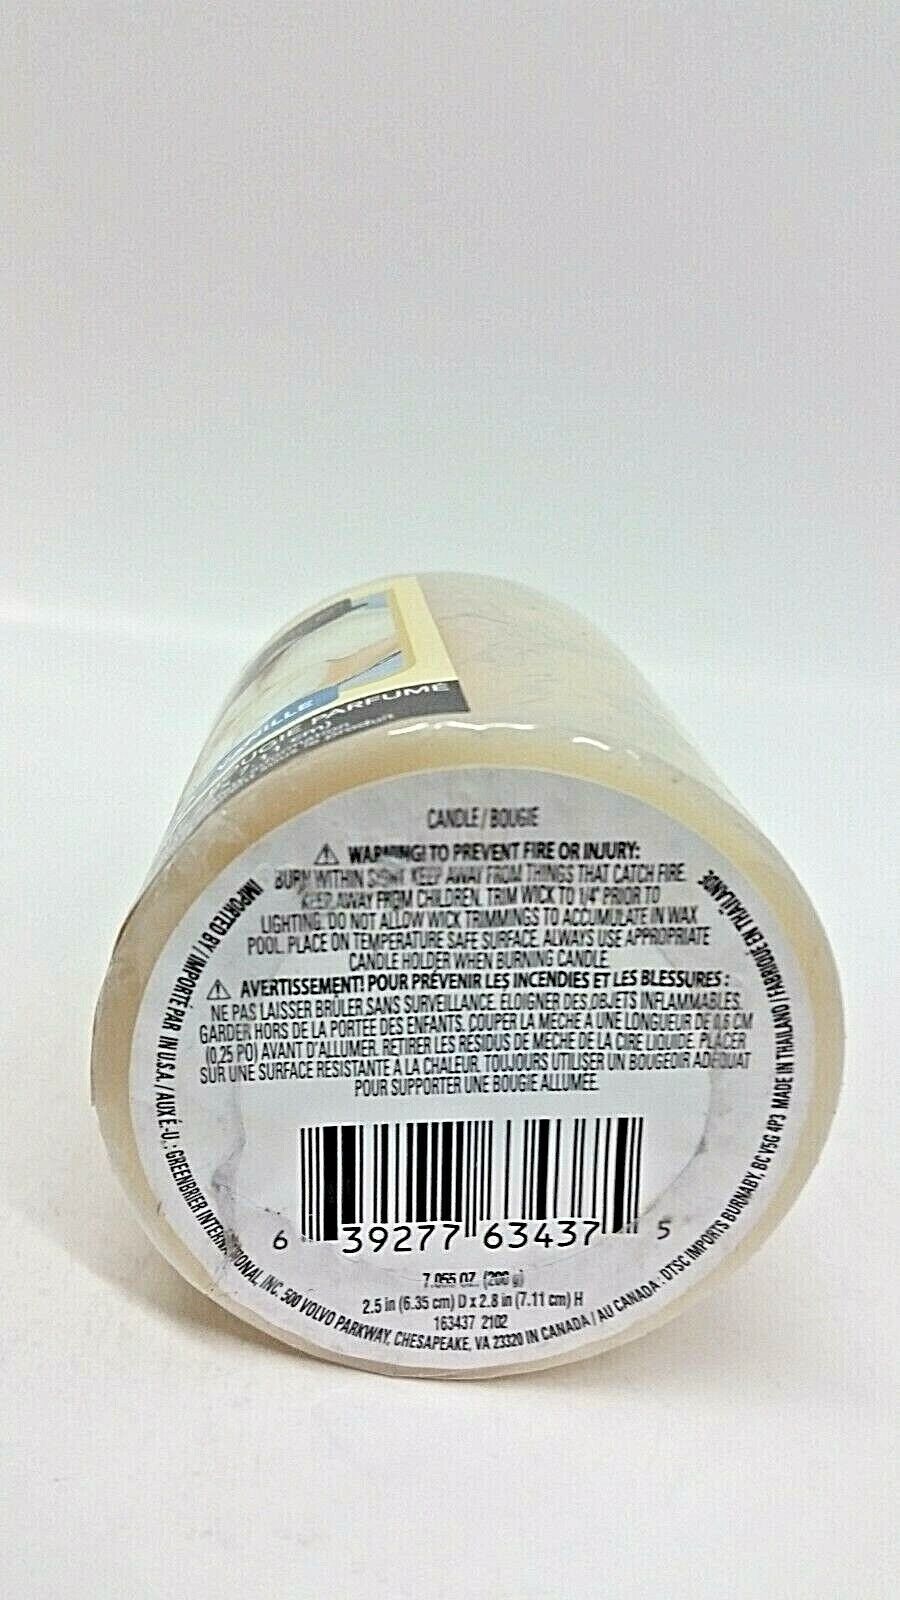 VANILLE
BOUGIE PARFUMÉ
CANDLE / BOUGIE
⚠ WARNING! TO PREVENT FIRE OR INJURY:
BURN WITHIN SIGHT KEEP AWAY FROM THINGS THAT CATCH FIRE.
KEEP AWAY FROM CHILDREN. TRIM WICK TO 1/4" PRIOR TO
LIGHTING. DO NOT ALLOW WICK TRIMMINGS TO ACCUMULATE IN WAX
POOL. PLACE ON TEMPERATURE SAFE SURFACE. ALWAYS USE APPROPRIATE
CANDLE HOLDER WHEN BURNING CANDLE.
⚠ AVERTISSEMENT! POUR PRÉVENIR LES INCENDIES ET LES BLESSURES :
NE PAS LAISSER BRÛLER SANS SURVEILLANCE. ÉLOIGNER DES OBJETS INFLAMMABLES.
GARDER HORS DE LA PORTÉE DES ENFANTS. COUPER LA MÈCHE À UNE LONGUEUR DE 0,6 CM
(0,25 PO) AVANT D'ALLUMER. RETIRER LES RÉSIDUS DE MÈCHE DE LA CIRE LIQUIDE. PLACER
SUR UNE SURFACE RÉSISTANTE À LA CHALEUR. TOUJOURS UTILISER UN BOUGEOIR ADÉQUAT
POUR SUPPORTER UNE BOUGIE ALLUMÉE.
6 39277 63437 5
7.055 OZ. (200 g)
2.5 in (6.35 cm) D x 2.8 in (7.11 cm) H
163437 2102
IMPORTED BY / IMPORTÉ PAR IN U.S.A. / AUX É.-U. : GREENBRIER INTERNATIONAL, INC. 500 VOLVO PARKWAY, CHESAPEAKE, VA 23320 IN CANADA / AU CANADA : DTSC IMPORTS BURNABY, BC V5G 4P3 MADE IN THAILAND / FABRIQUÉ EN THAÏLANDE